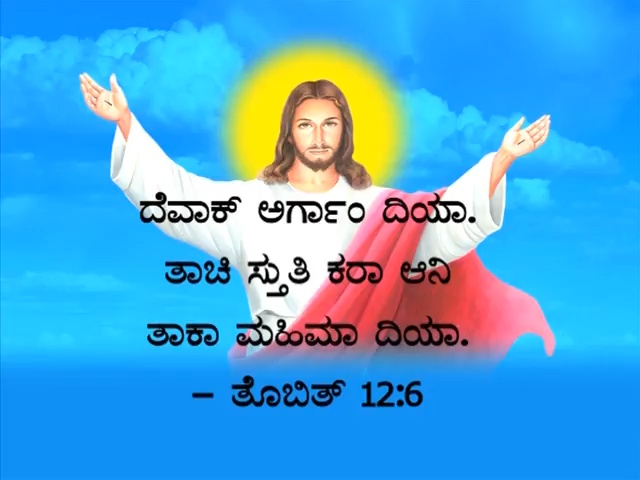 ದೆವಾಕ್ ಅರ್ಗಾಂ ದಿಯಾ.
ತಾಚಿ ಸ್ತುತಿ ಕರಾ ಆನಿ
ತಾಕಾ ಮಹಿಮಾ ದಿಯಾ.
– ತೊಬಿತ್ 12:6